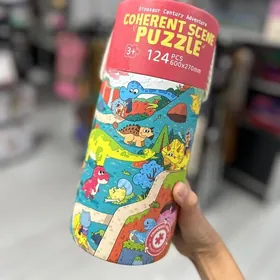 Dinosaur Century Adventure
COHERENT SCENE
PUZZLE
3+
124 PCS
600x270mm